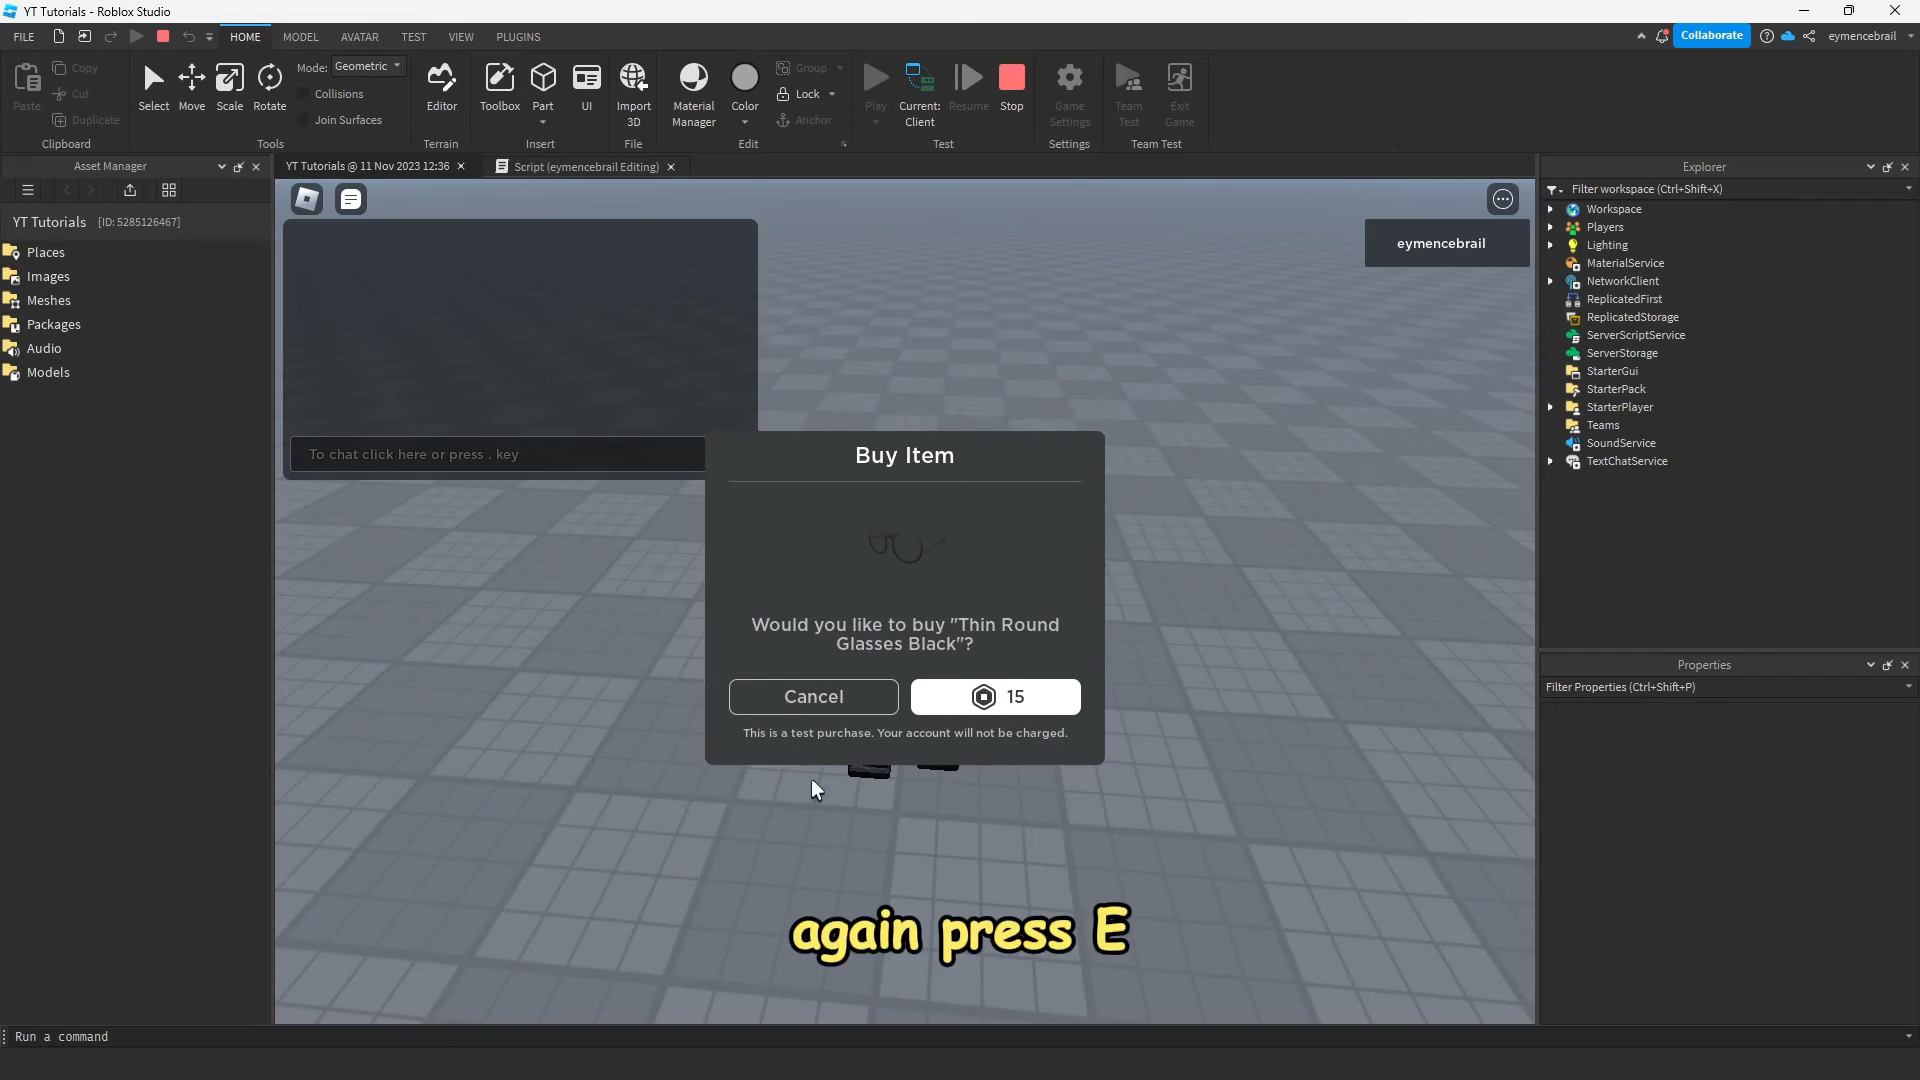 YT Tutorials - Roblox Studio
FILE HOME MODEL AVATAR TEST VIEW PLUGINS Collaborate eymencebrail
Paste Copy Cut Duplicate Clipboard
Select Move Scale Rotate Mode: Geometric Collisions Join Surfaces Tools
Editor Terrain
Toolbox Part UI Insert
Import 3D File
Material Manager Color Group Lock Anchor Edit
Play Current: Client Resume Stop Test
Game Settings Settings
Team Test Exit Game Team Test
Asset Manager
YT Tutorials @ 11 Nov 2023 12:36
Script (eymencebrail Editing)
YT Tutorials [ID: 5285126467]
Places
Images
Meshes
Packages
Audio
Models
eymencebrail
To chat click here or press . key
Buy Item
Would you like to buy "Thin Round
Glasses Black"?
Cancel 15
This is a test purchase. Your account will not be charged.
again press E
Explorer
Filter workspace (Ctrl+Shift+X)
Workspace
Players
Lighting
MaterialService
NetworkClient
ReplicatedFirst
ReplicatedStorage
ServerScriptService
ServerStorage
StarterGui
StarterPack
StarterPlayer
Teams
SoundService
TextChatService
Properties
Filter Properties (Ctrl+Shift+P)
Run a command